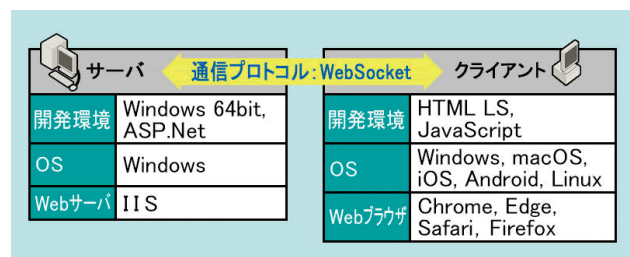 サーバ
通信プロトコル：WebSocket
クライアント
開発環境
Windows 64bit,
ASP.Net
OS
Windows
Webサーバ
IIS
開発環境
HTML LS,
JavaScript
OS
Windows, macOS,
iOS, Android, Linux
Webブラウザ
Chrome, Edge,
Safari, Firefox